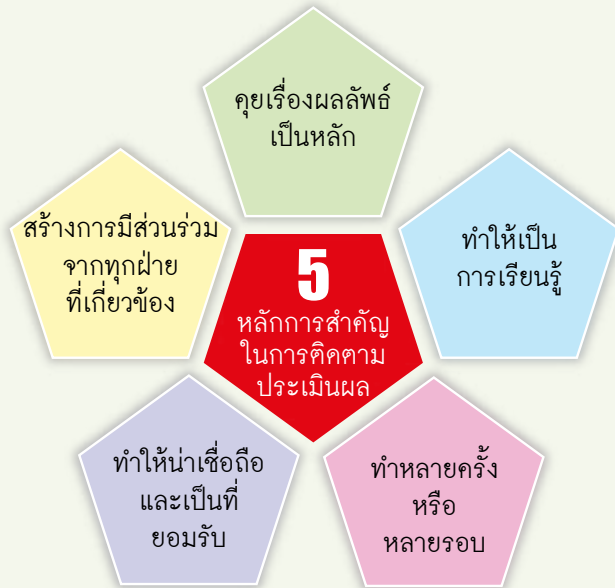 คุยเรื่องผลลัพธ์
เป็นหลัก
สร้างการมีส่วนร่วม
จากทุกฝ่าย
ที่เกี่ยวข้อง
5
หลักการสำคัญ
ในการติดตาม
ประเมินผล
ทำให้เป็น
การเรียนรู้
ทำให้น่าเชื่อถือ
และเป็นที่
ยอมรับ
ทำหลายครั้ง
หรือ
หลายรอบ